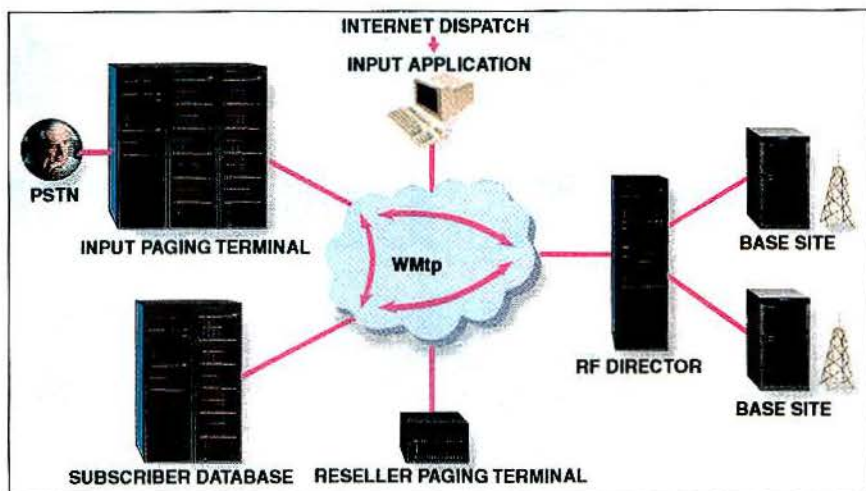 INTERNET DISPATCH
INPUT APPLICATION
PSTN
INPUT PAGING TERMINAL
WMtp
BASE SITE
RF DIRECTOR
BASE SITE
SUBSCRIBER DATABASE
RESELLER PAGING TERMINAL